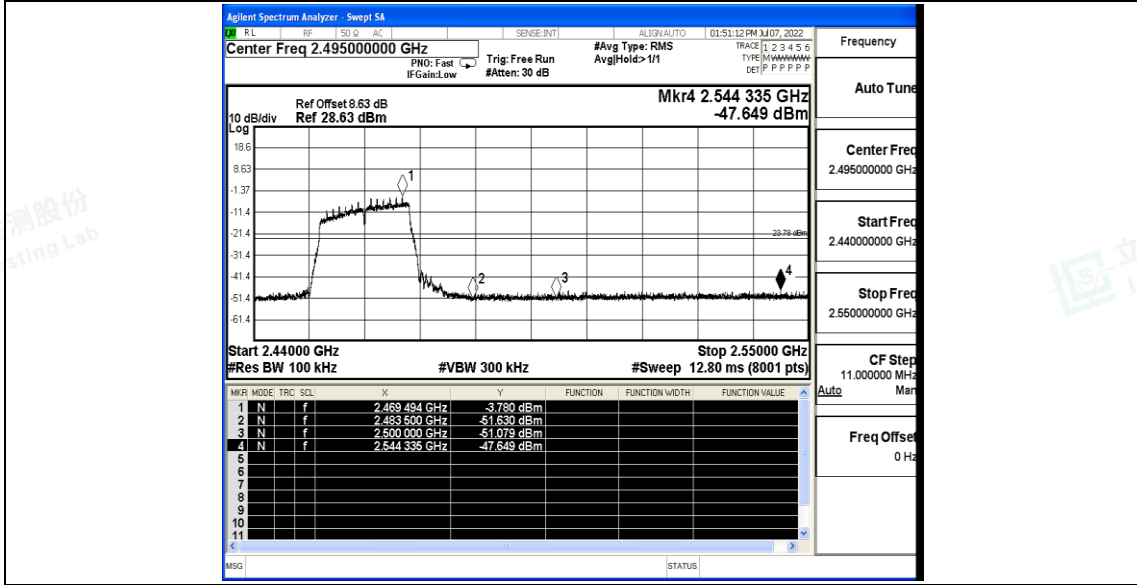 Agilent Spectrum Analyzer - Swept SA
LXI RL RF 50 Ω AC SENSE:INT ALIGN AUTO 01:51:12 PM Jul 07, 2022
Center Freq 2.495000000 GHz
PNO: Fast
IFGain:Low
Trig: Free Run
#Atten: 30 dB
#Avg Type: RMS
Avg|Hold:>1/1
TRACE 1 2 3 4 5 6
TYPE M WWWWW
DET P P P P P P
Mkr4 2.544 335 GHz
-47.649 dBm
Ref Offset 8.63 dB
Ref 28.63 dBm
10 dB/div
Log
18.6
8.63
-1.37
-11.4
-21.4
-31.4
-41.4
-51.4
-61.4
1
2
3
4
-23.78 dBm
Start 2.44000 GHz Stop 2.55000 GHz
#Res BW 100 kHz #VBW 300 kHz #Sweep 12.80 ms (8001 pts)
MKR MODE TRC SCL X Y FUNCTION FUNCTION WIDTH FUNCTION VALUE
1 N f 2.469 494 GHz -3.780 dBm
2 N f 2.483 500 GHz -51.630 dBm
3 N f 2.500 000 GHz -51.079 dBm
4 N f 2.544 335 GHz -47.649 dBm
5
6
7
8
9
10
11
MSG STATUS
Frequency
Auto Tune
Center Freq
2.495000000 GHz
Start Freq
2.440000000 GHz
Stop Freq
2.550000000 GHz
CF Step
11.000000 MHz
Auto Man
Freq Offset
0 Hz
测股份
sting Lab
立
LCS